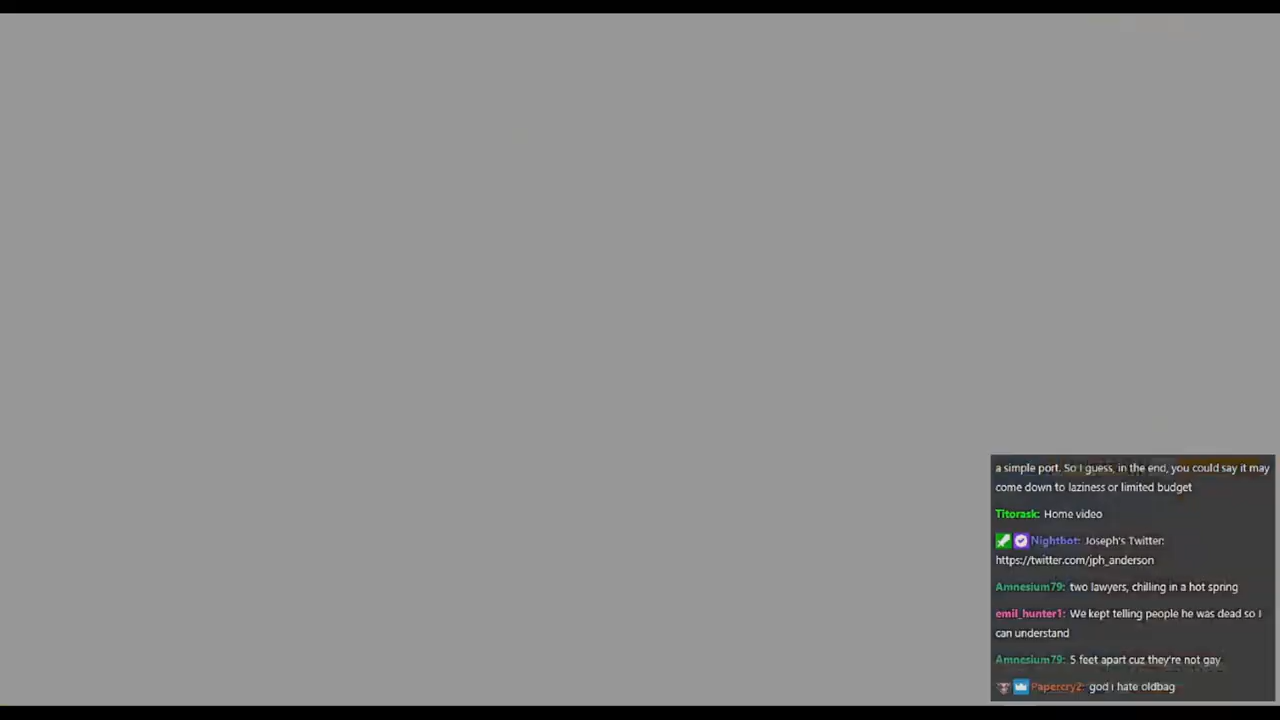 a simple port. So I guess, in the end, you could say it may
come down to laziness or limited budget
Titorask: Home video
Nightbot: Joseph's Twitter:
https://twitter.com/jph_anderson
Amnesium79: two lawyers, chilling in a hot spring
emil_hunter1: We kept telling people he was dead so I
can understand
Amnesium79: 5 feet apart cuz they're not gay
Papercry2: god i hate oldbag